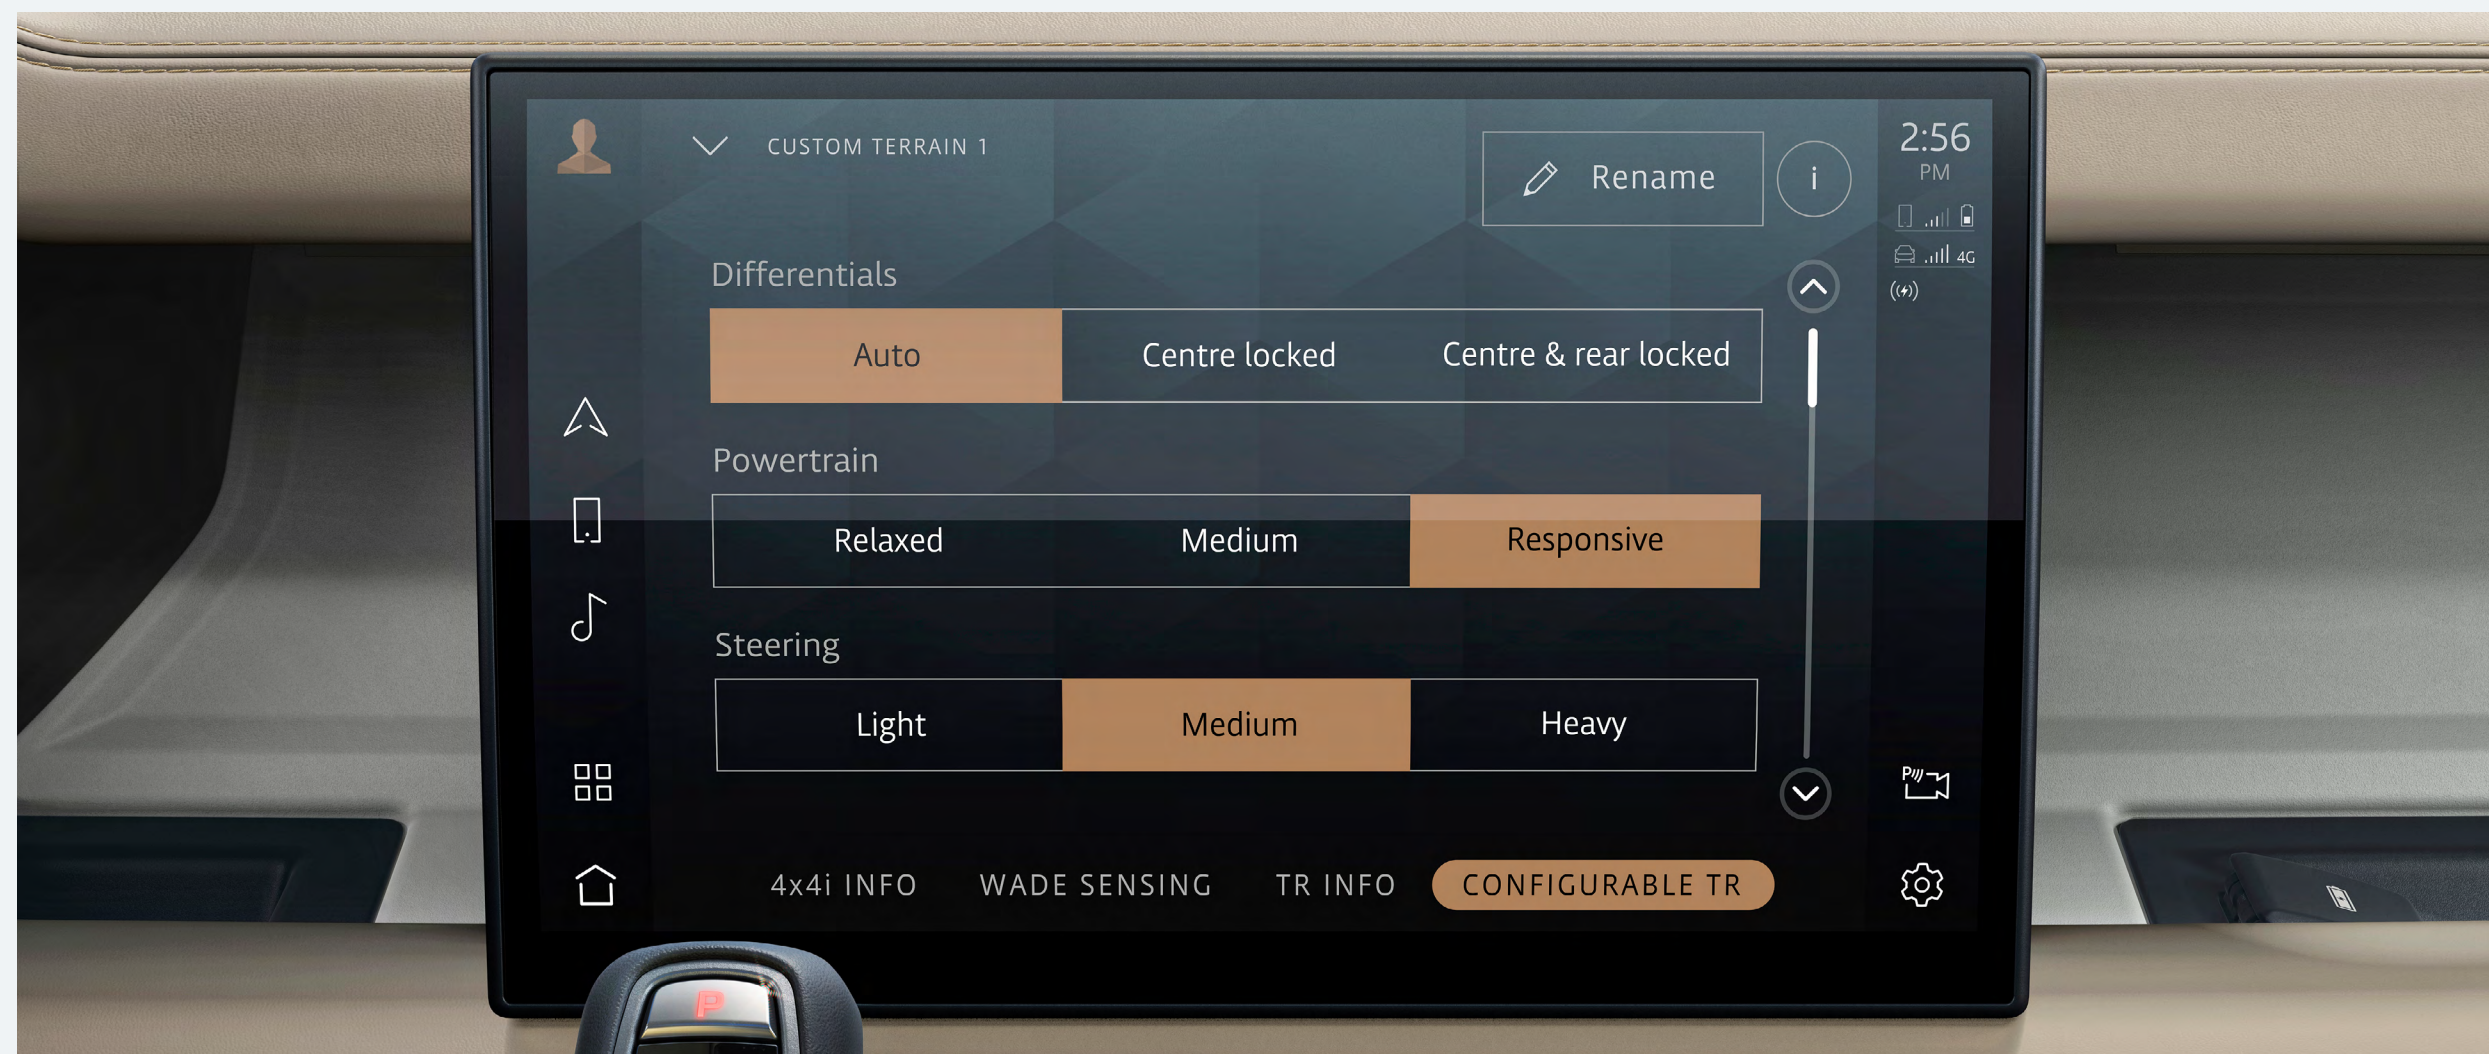 CUSTOM TERRAIN 1
Rename
i
2:56
PM
4G
Differentials
Auto
Centre locked
Centre & rear locked
Powertrain
Relaxed
Medium
Responsive
Steering
Light
Medium
Heavy
P
4x4i INFO
WADE SENSING
TR INFO
CONFIGURABLE TR
P